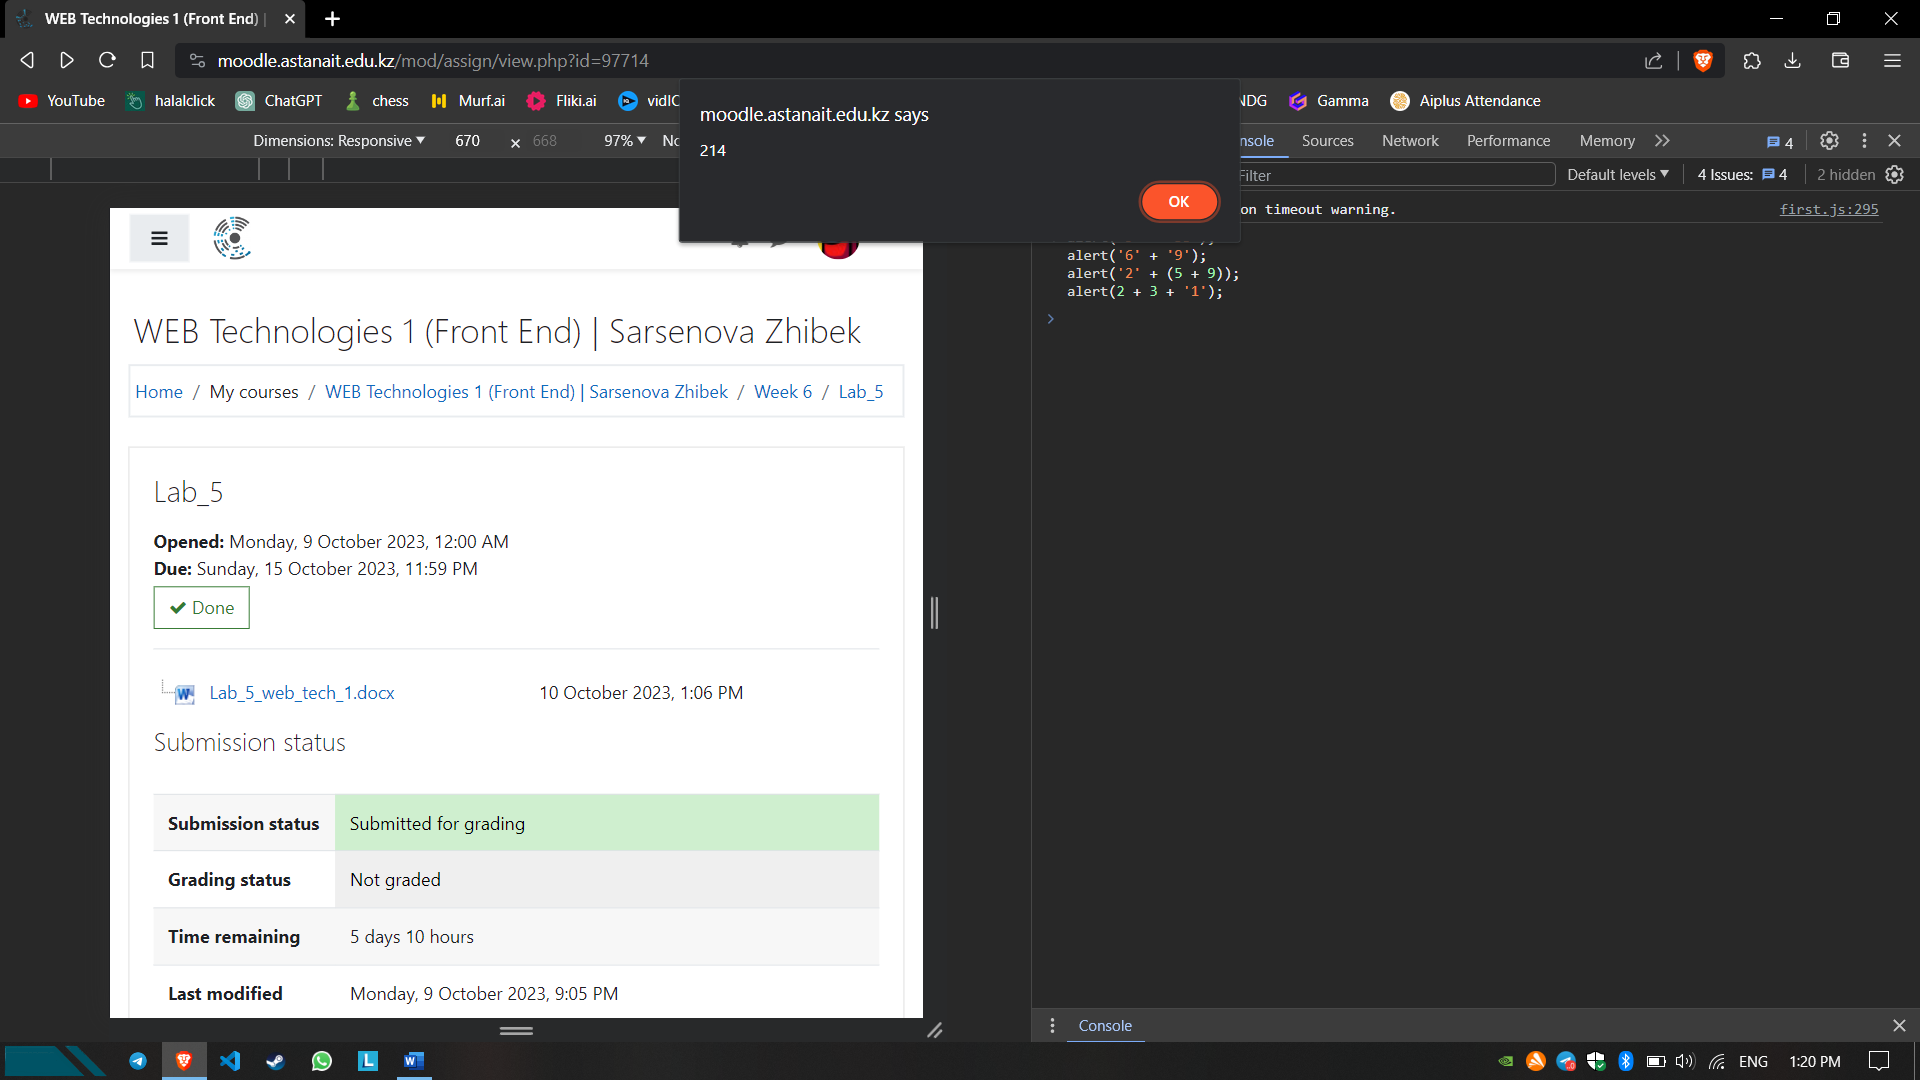 WEB Technologies 1 (Front End) |
moodle.astanait.edu.kz/mod/assign/view.php?id=97714
YouTube halalclick ChatGPT chess Murf.ai Fliki.ai vidIC NDG Gamma Aiplus Attendance
moodle.astanait.edu.kz says
214
OK
Dimensions: Responsive 670 × 668 97% No
nsole Sources Network Performance Memory 4
Filter Default levels 4 Issues: 4 2 hidden
on timeout warning. first.js:295
alert('6' + '9');
alert('2' + (5 + 9));
alert(2 + 3 + '1');
WEB Technologies 1 (Front End) | Sarsenova Zhibek
Home / My courses / WEB Technologies 1 (Front End) | Sarsenova Zhibek / Week 6 / Lab_5
Lab_5
Opened: Monday, 9 October 2023, 12:00 AM
Due: Sunday, 15 October 2023, 11:59 PM
Done
Lab_5_web_tech_1.docx 10 October 2023, 1:06 PM
Submission status
Submission status Submitted for grading
Grading status Not graded
Time remaining 5 days 10 hours
Last modified Monday, 9 October 2023, 9:05 PM
Console
ENG 1:20 PM